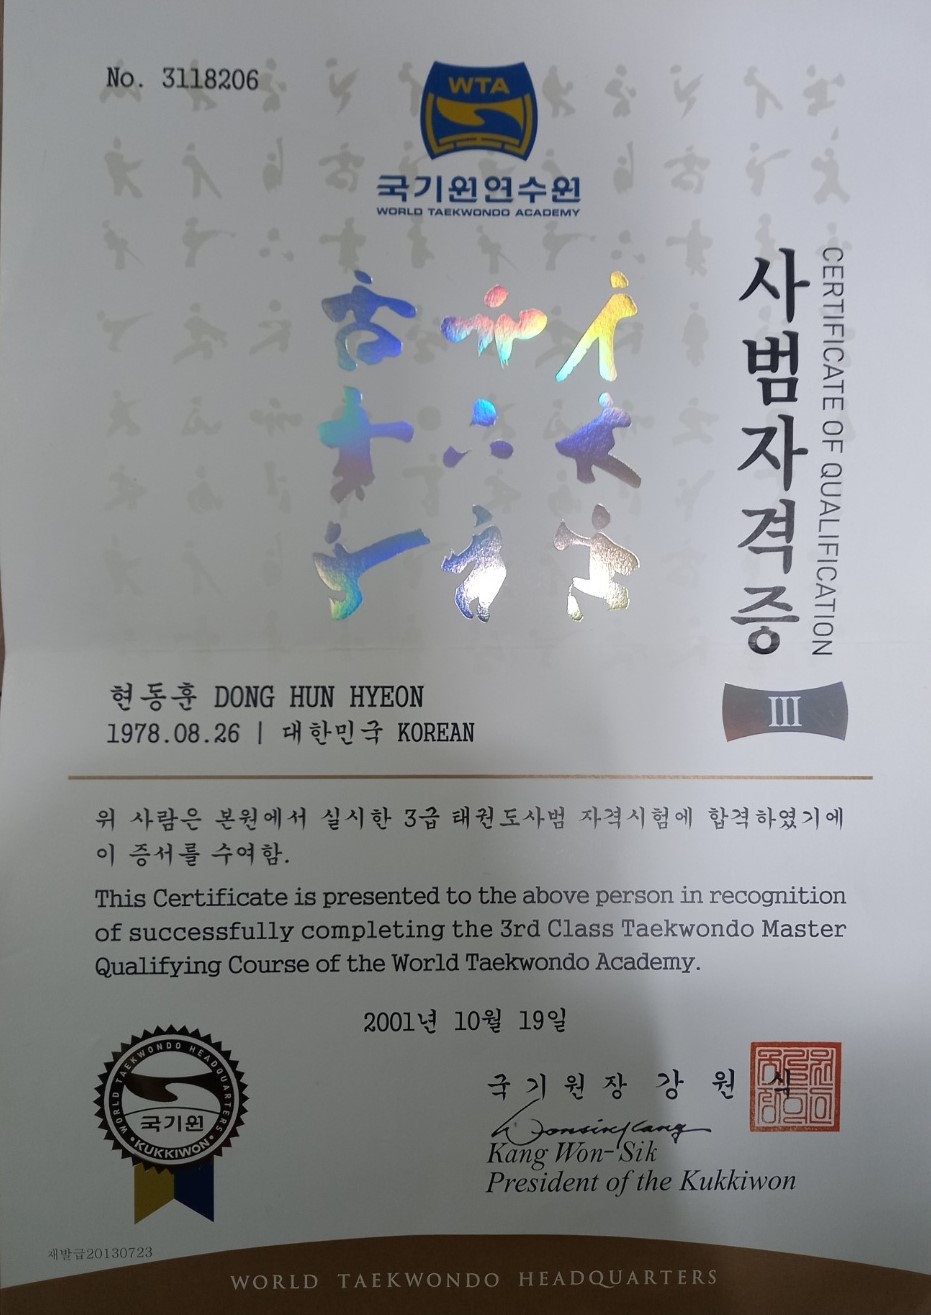 No. 3118206
WTA
국기원연수원
WORLD TAEKWONDO ACADEMY
사범자격증
CERTIFICATE OF QUALIFICATION
III
현동훈 DONG HUN HYEON
1978.08.26 | 대한민국 KOREAN
위 사람은 본원에서 실시한 3급 태권도사범 자격시험에 합격하였기에
이 증서를 수여함.
This Certificate is presented to the above person in recognition
of successfully completing the 3rd Class Taekwondo Master
Qualifying Course of the World Taekwondo Academy.
2001년 10월 19일
WORLD TAEKWONDO HEADQUARTERS
국기원
KUKKIWON
국기원장 강원식
Kang Won-Sik
President of the Kukkiwon
재발급20130723
WORLD TAEKWONDO HEADQUARTERS